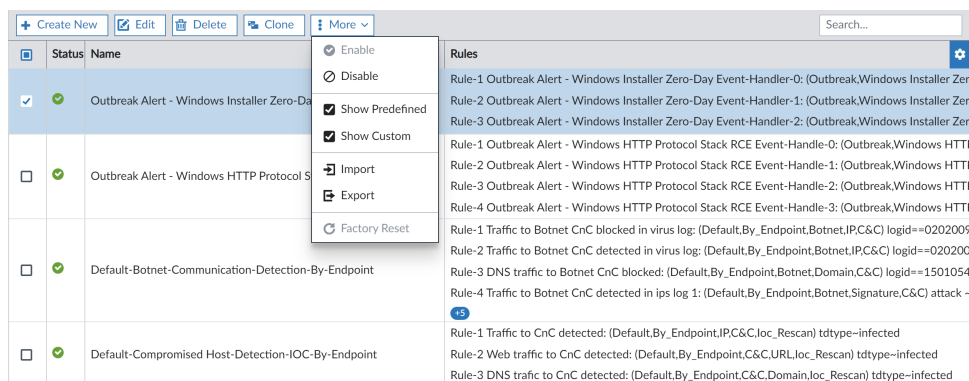 Create New Edit Delete Clone More Search...
Status Name Rules
Enable
Disable
Show Predefined
Show Custom
Import
Export
Factory Reset
Outbreak Alert - Windows Installer Zero-Da
Rule-1 Outbreak Alert - Windows Installer Zero-Day Event-Handler-0: (Outbreak,Windows Installer Zer
Rule-2 Outbreak Alert - Windows Installer Zero-Day Event-Handler-1: (Outbreak,Windows Installer Zer
Rule-3 Outbreak Alert - Windows Installer Zero-Day Event-Handler-2: (Outbreak,Windows Installer Zer
Outbreak Alert - Windows HTTP Protocol S
Rule-1 Outbreak Alert - Windows HTTP Protocol Stack RCE Event-Handle-0: (Outbreak,Windows HTT
Rule-2 Outbreak Alert - Windows HTTP Protocol Stack RCE Event-Handle-1: (Outbreak,Windows HTT
Rule-3 Outbreak Alert - Windows HTTP Protocol Stack RCE Event-Handle-2: (Outbreak,Windows HTT
Rule-4 Outbreak Alert - Windows HTTP Protocol Stack RCE Event-Handle-3: (Outbreak,Windows HTT
Default-Botnet-Communication-Detection-By-Endpoint
Rule-1 Traffic to Botnet CnC blocked in virus log: (Default,By_Endpoint,Botnet,IP,C&C) logid==0202009
Rule-2 Traffic to Botnet CnC detected in virus log: (Default,By_Endpoint,Botnet,IP,C&C) logid==020200
Rule-3 DNS traffic to Botnet CnC blocked: (Default,By_Endpoint,Botnet,Domain,C&C) logid==1501054
Rule-4 Traffic to Botnet CnC detected in ips log 1: (Default,By_Endpoint,Botnet,Signature,C&C) attack ~
+5
Default-Compromised Host-Detection-IOC-By-Endpoint
Rule-1 Traffic to CnC detected: (Default,By_Endpoint,IP,C&C,Ioc_Rescan) tdtype~infected
Rule-2 Web traffic to CnC detected: (Default,By_Endpoint,C&C,URL,Ioc_Rescan) tdtype~infected
Rule-3 DNS trafic to CnC detected: (Default,By_Endpoint,C&C,Domain,Ioc_Rescan) tdtype~infected